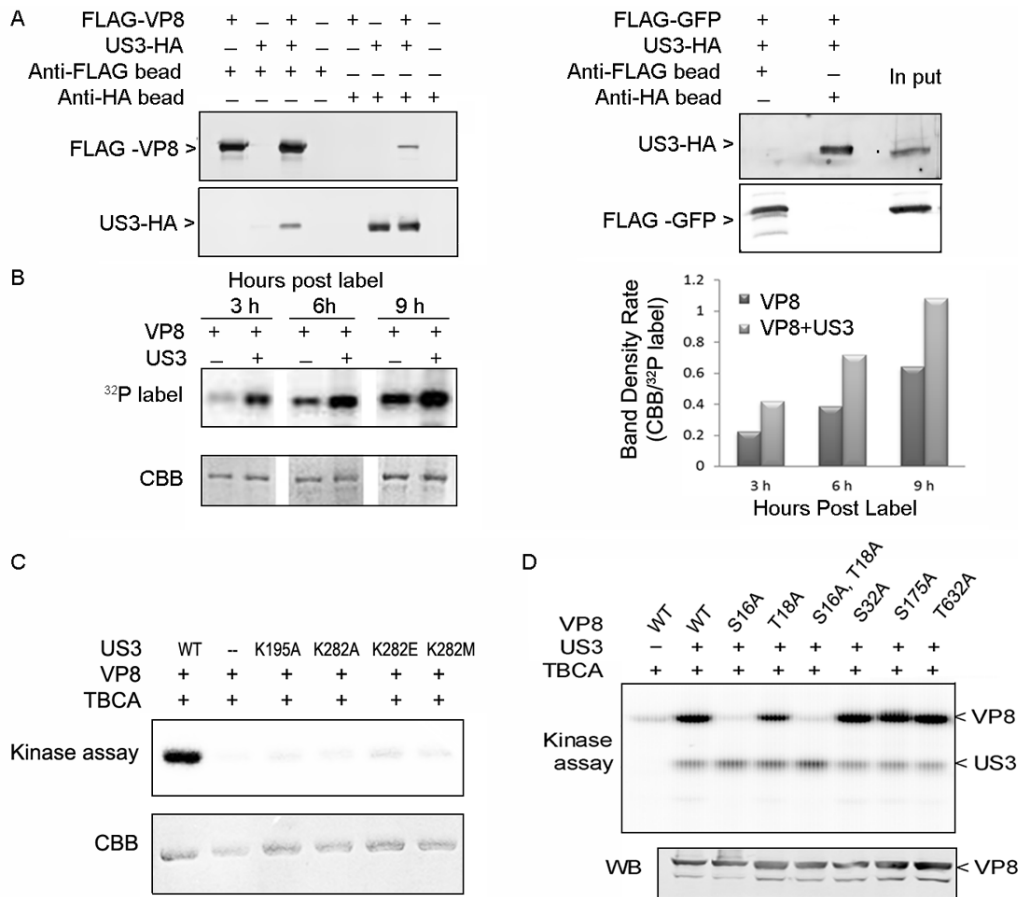 A
FLAG-VP8 + – + – + – + –
US3-HA – + + – – + + –
Anti-FLAG bead + + + + – – – –
Anti-HA bead – – – – + + + +
FLAG -VP8 >
US3-HA >
FLAG-GFP + +
US3-HA + +
Anti-FLAG bead + – In put
Anti-HA bead – +
US3-HA >
FLAG -GFP >
B
Hours post label
3 h 6h 9 h
VP8 + + + + + +
US3 – + – + – +
32P label
CBB
Band Density Rate
(CBB/32P label)
1.2
1
0.8
0.6
0.4
0.2
0
VP8
VP8+US3
3 h 6 h 9 h
Hours Post Label
C
US3 WT -- K195A K282A K282E K282M
VP8 + + + + + +
TBCA + + + + + +
Kinase assay
CBB
D
VP8 WT WT S16A T18A S16A, T18A S32A S175A T632A
US3 – + + + + + + +
TBCA + + + + + + + +
Kinase
assay
< VP8
< US3
WB
< VP8